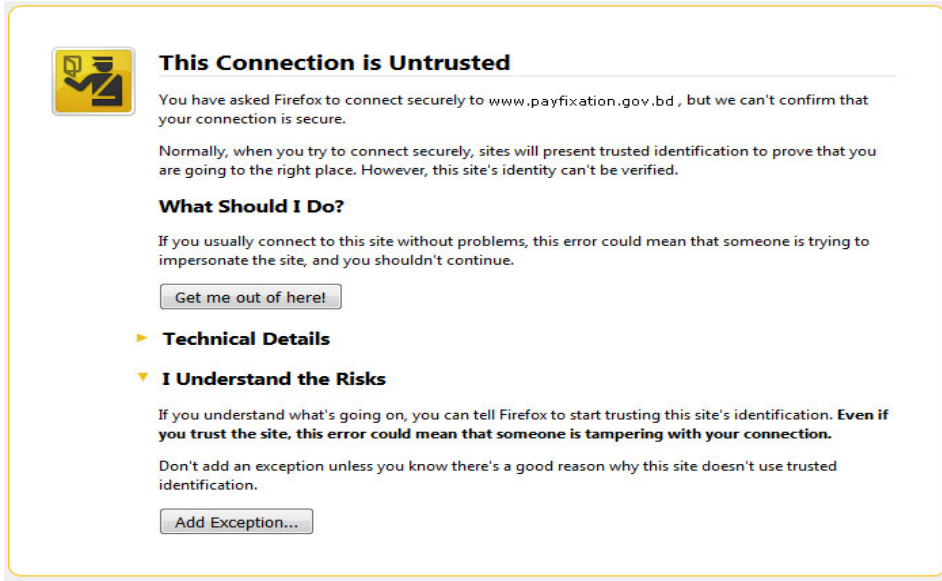 This Connection is Untrusted
You have asked Firefox to connect securely to www.payfixation.gov.bd , but we can't confirm that
your connection is secure.
Normally, when you try to connect securely, sites will present trusted identification to prove that you
are going to the right place. However, this site's identity can't be verified.
What Should I Do?
If you usually connect to this site without problems, this error could mean that someone is trying to
impersonate the site, and you shouldn't continue.
Get me out of here!
Technical Details
I Understand the Risks
If you understand what's going on, you can tell Firefox to start trusting this site's identification. Even if
you trust the site, this error could mean that someone is tampering with your connection.
Don't add an exception unless you know there's a good reason why this site doesn't use trusted
identification.
Add Exception...